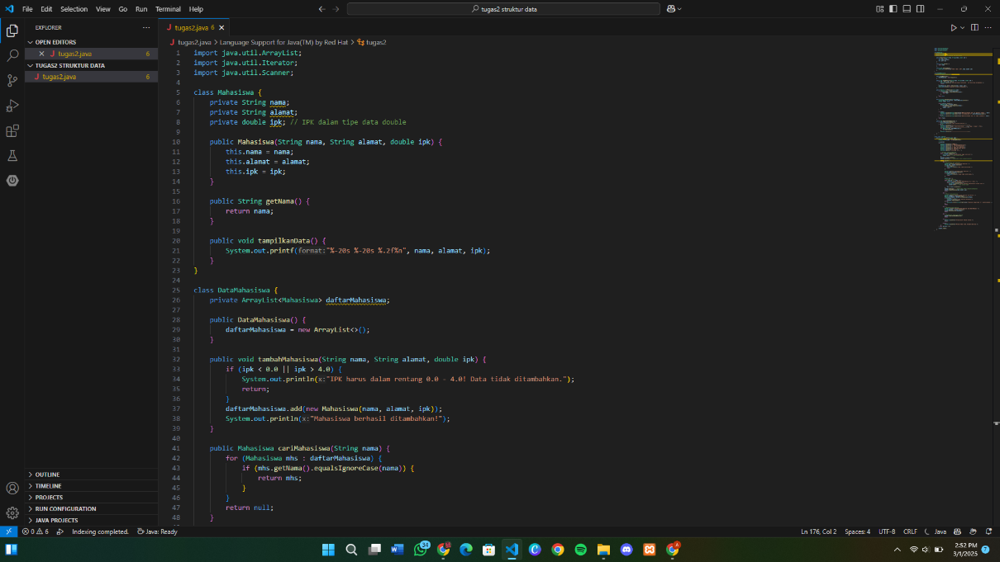 File Edit Selection View Go Run Terminal Help
tugas2 struktur data
EXPLORER
OPEN EDITORS
tugas2.java 6
TUGAS2 STRUKTUR DATA
tugas2.java 6
OUTLINE
TIMELINE
PROJECTS
RUN CONFIGURATION
JAVA PROJECTS
tugas2.java 6
tugas2.java > Language Support for Java(TM) by Red Hat > tugas2
1 import java.util.ArrayList;
2 import java.util.Iterator;
3 import java.util.Scanner;
4
5 class Mahasiswa {
6 private String nama;
7 private String alamat;
8 private double ipk; // IPK dalam tipe data double
9
10 public Mahasiswa(String nama, String alamat, double ipk) {
11 this.nama = nama;
12 this.alamat = alamat;
13 this.ipk = ipk;
14 }
15
16 public String getNama() {
17 return nama;
18 }
19
20 public void tampilkanData() {
21 System.out.printf(format:"%-20s %-20s %.2f%n", nama, alamat, ipk);
22 }
23 }
24
25 class DataMahasiswa {
26 private ArrayList<Mahasiswa> daftarMahasiswa;
27
28 public DataMahasiswa() {
29 daftarMahasiswa = new ArrayList<>();
30 }
31
32 public void tambahMahasiswa(String nama, String alamat, double ipk) {
33 if (ipk < 0.0 || ipk > 4.0) {
34 System.out.println(x:"IPK harus dalam rentang 0.0 - 4.0! Data tidak ditambahkan.");
35 return;
36 }
37 daftarMahasiswa.add(new Mahasiswa(nama, alamat, ipk));
38 System.out.println(x:"Mahasiswa berhasil ditambahkan!");
39 }
40
41 public Mahasiswa cariMahasiswa(String nama) {
42 for (Mahasiswa mhs : daftarMahasiswa) {
43 if (mhs.getNama().equalsIgnoreCase(nama)) {
44 return mhs;
45 }
46 }
47 return null;
48 }
0 6 Indexing completed. Java: Ready
Ln 176, Col 2 Spaces: 4 UTF-8 CRLF Java
34
2:52 PM
3/1/2025
7